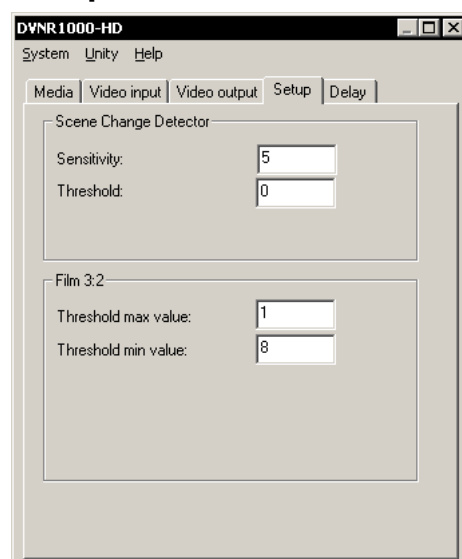 DVNR1000-HD
System Unity Help
Media Video input Video output Setup Delay
Scene Change Detector
Sensitivity: 5
Threshold: 0
Film 3:2
Threshold max value: 1
Threshold min value: 8